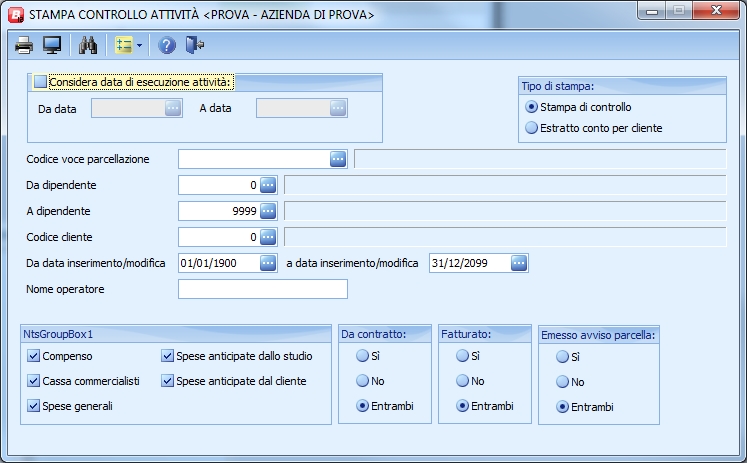 STAMPA CONTROLLO ATTIVITÀ <PROVA - AZIENDA DI PROVA>
Considera data di esecuzione attività:
Da data
A data
Tipo di stampa:
Stampa di controllo
Estratto conto per cliente
Codice voce parcellazione
Da dipendente 0
A dipendente 9999
Codice cliente 0
Da data inserimento/modifica 01/01/1900 a data inserimento/modifica 31/12/2099
Nome operatore
NtsGroupBox1
Compenso
Spese anticipate dallo studio
Cassa commercialisti
Spese anticipate dal cliente
Spese generali
Da contratto:
Sì
No
Entrambi
Fatturato:
Sì
No
Entrambi
Emesso avviso parcella:
Sì
No
Entrambi